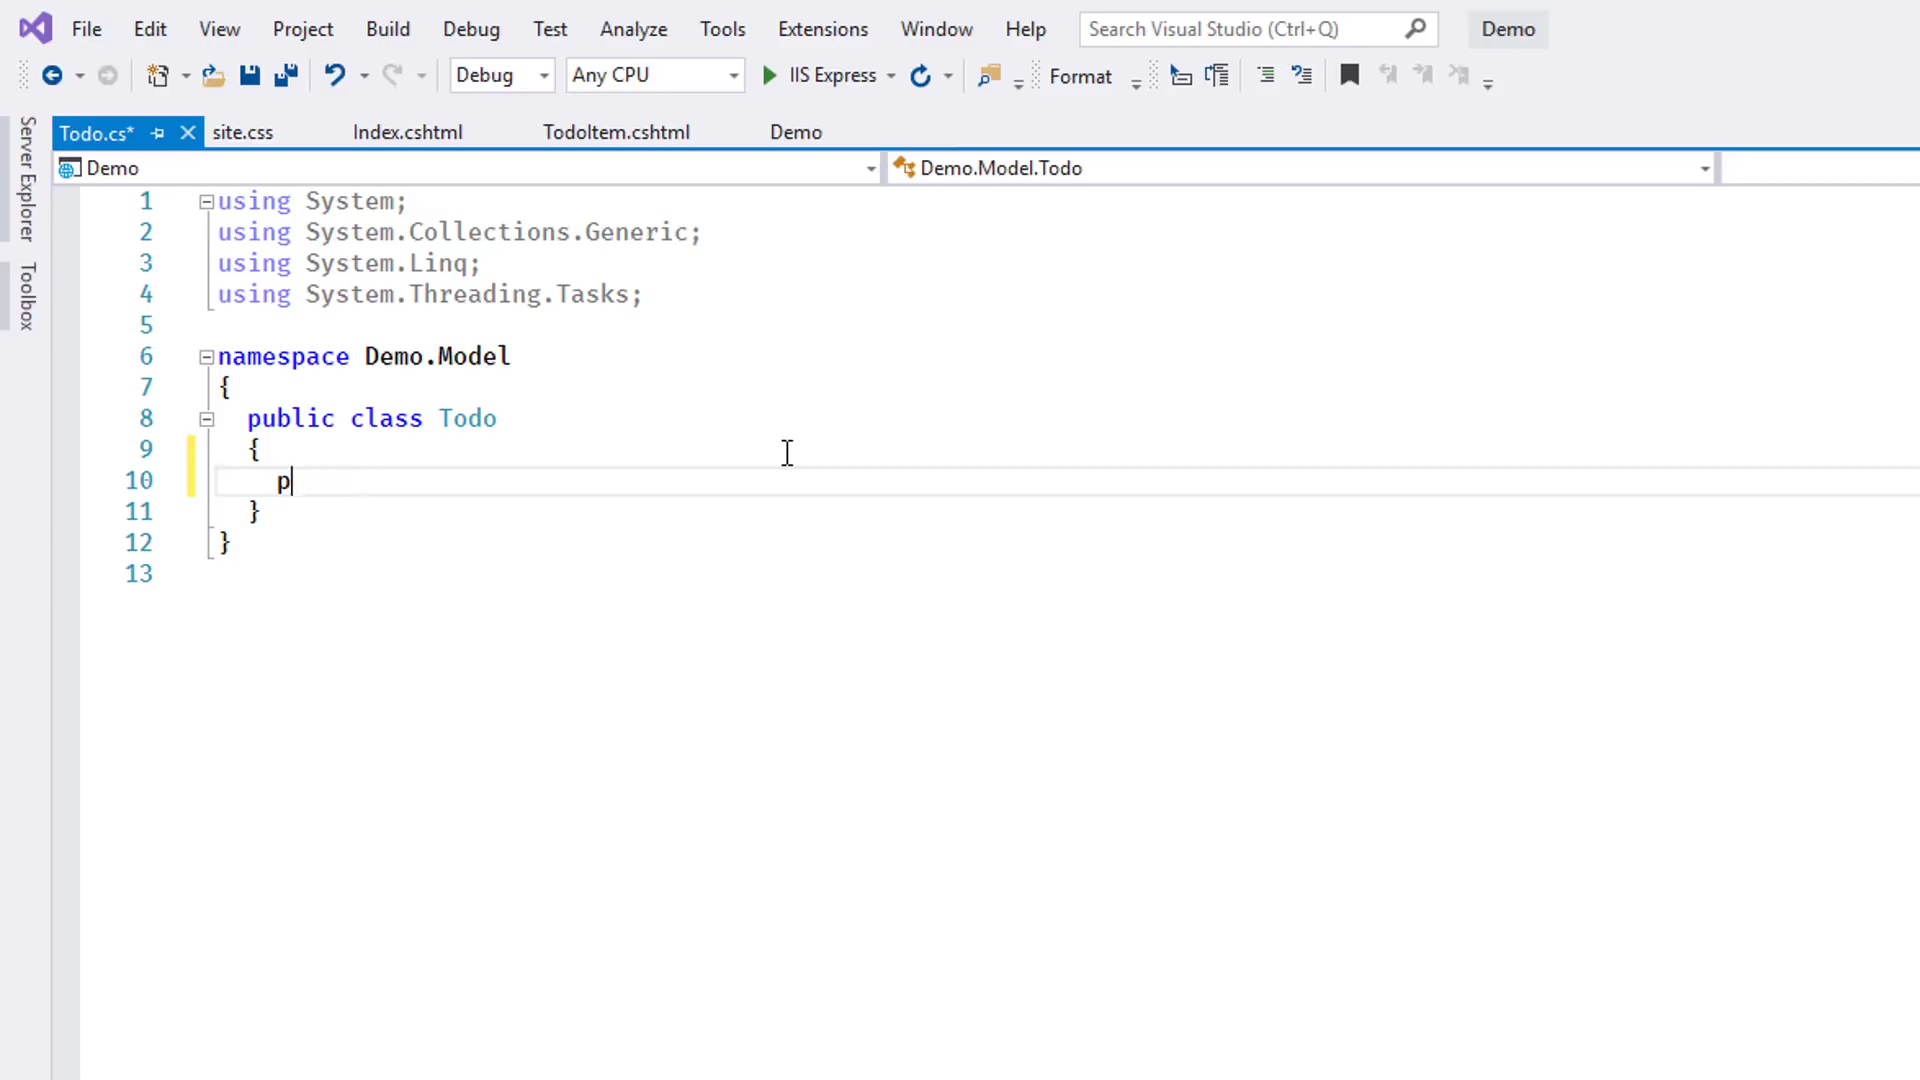 File Edit View Project Build Debug Test Tools Analyze Extensions Window Help Search Visual Studio (Ctrl+Q) Demo
Debug Any CPU IIS Express Format
Todo.cs* site.css Index.cshtml TodoItem.cshtml Demo
Demo Demo.Model.Todo
Server Explorer
Toolbox
1 using System;
2 using System.Collections.Generic;
3 using System.Linq;
4 using System.Threading.Tasks;
5
6 namespace Demo.Model
7 {
8 public class Todo
9 {
10 p
11 }
12 }
13